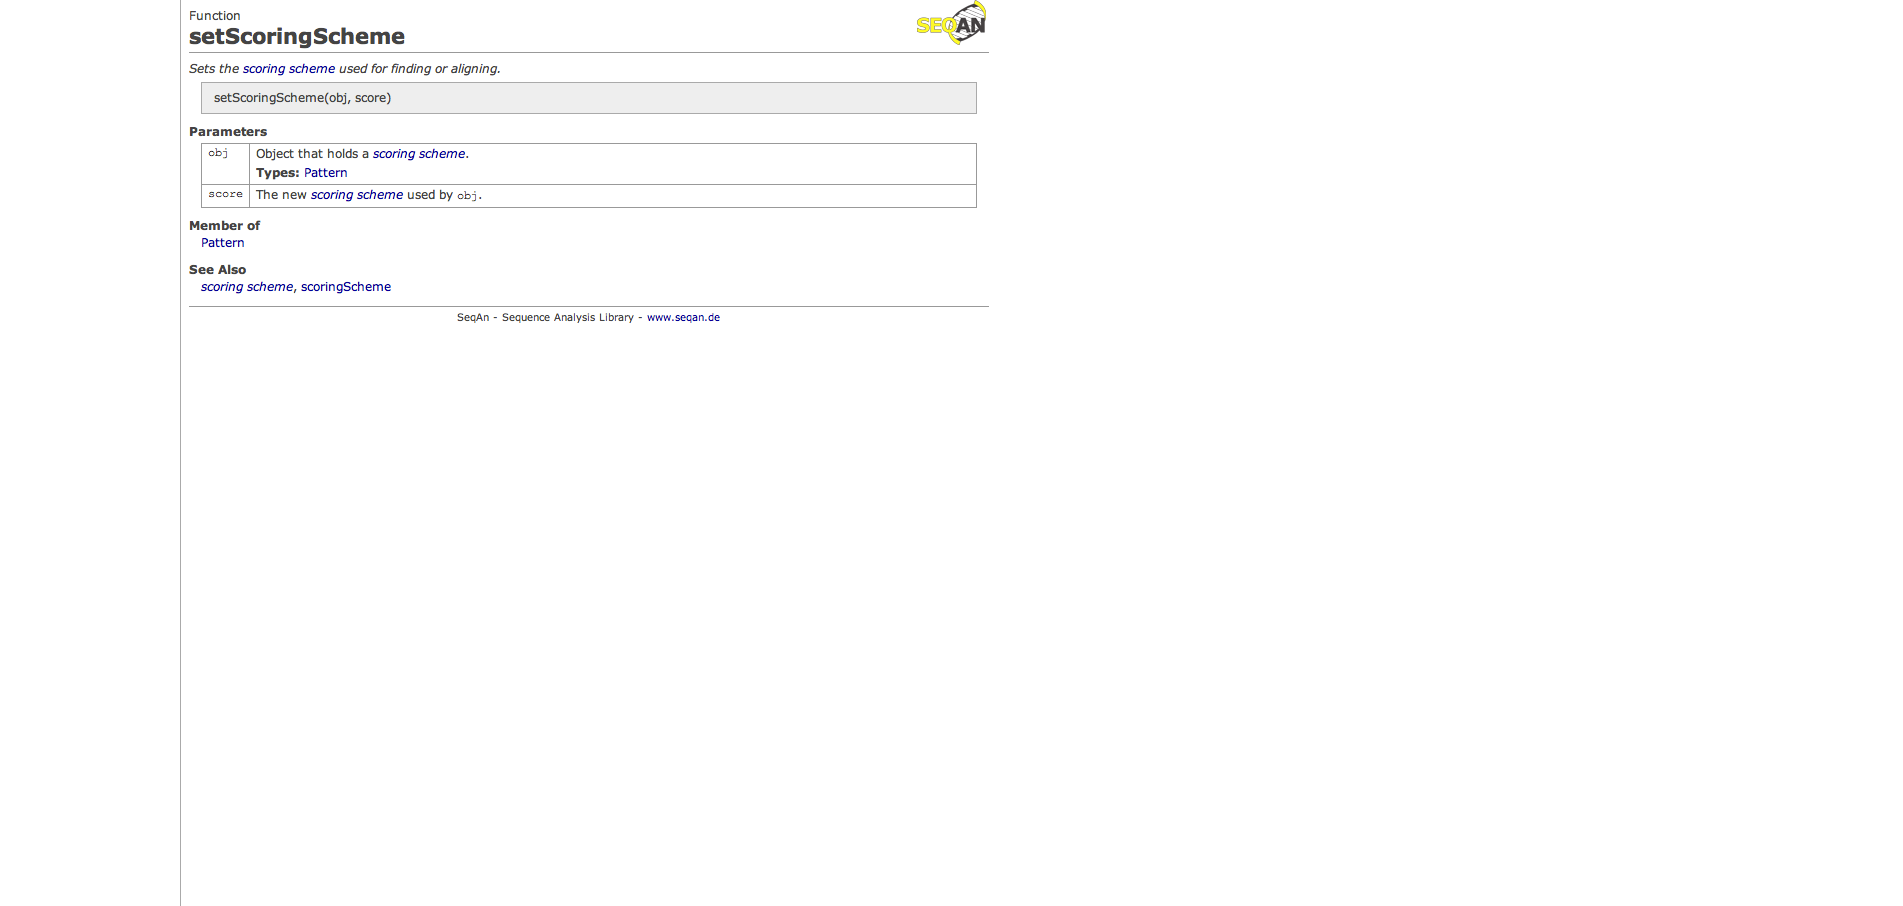 Function
SEQAN
setScoringScheme
Sets the scoring scheme used for finding or aligning.
setScoringScheme(obj, score)
Parameters
obj Object that holds a scoring scheme.
Types: Pattern
score The new scoring scheme used by obj.
Member of
Pattern
See Also
scoring scheme, scoringScheme
SeqAn - Sequence Analysis Library - www.seqan.de